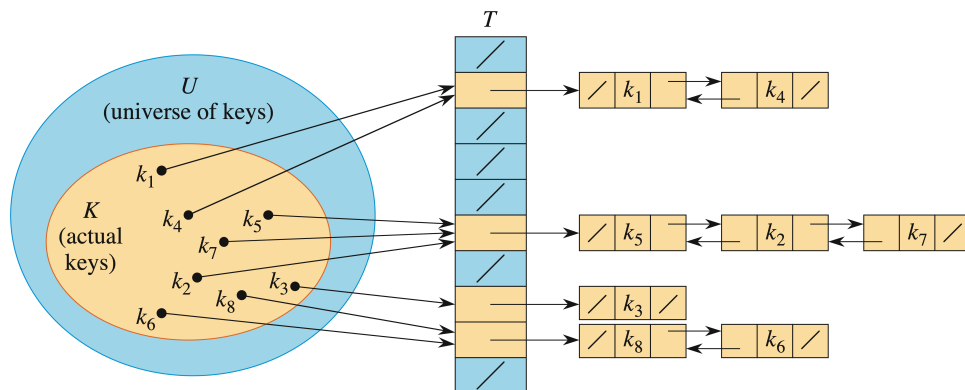 T
U
(universe of keys)
K
(actual
keys)
k₁
k₄
k₅
k₇
k₂
k₃
k₈
k₆
k₁ k₄
k₅ k₂ k₇
k₃
k₈ k₆